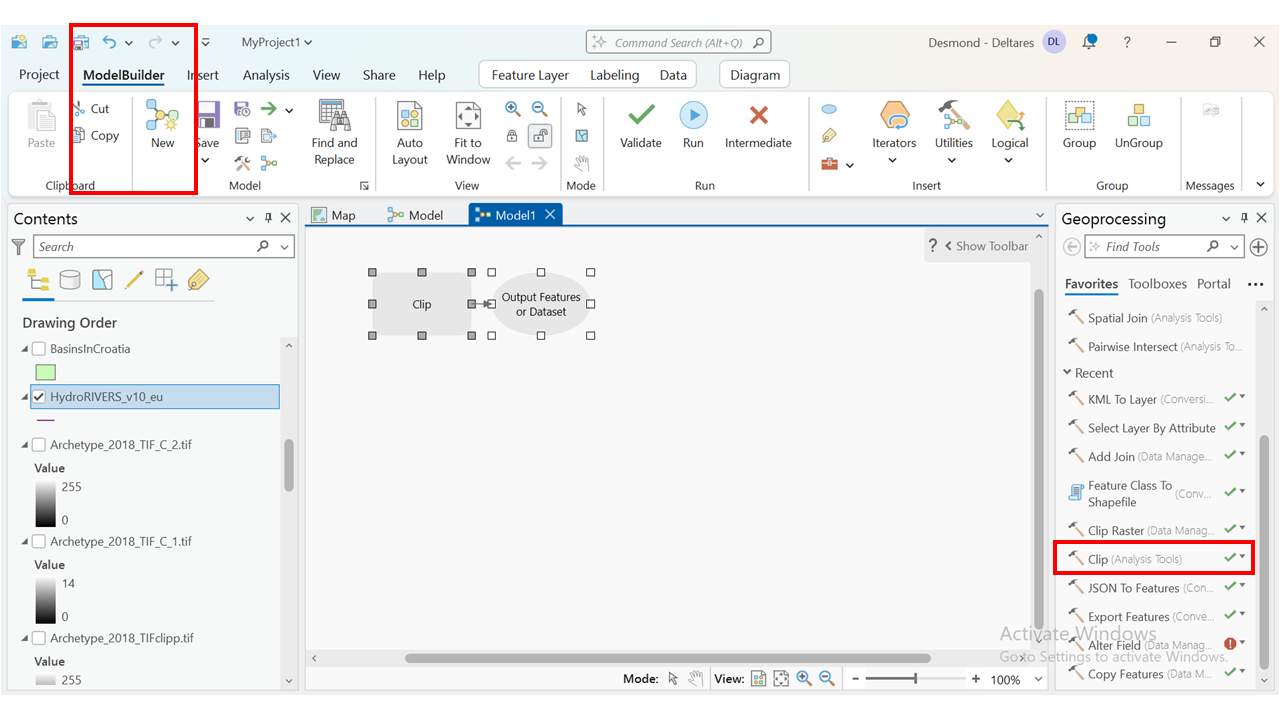 MyProject1
Command Search (Alt+Q)
Desmond - Deltares
DL
?
Project
ModelBuilder
Insert
Analysis
View
Share
Help
Feature Layer
Labeling
Data
Diagram
Paste
Cut
Copy
Clipboard
New
Save
Model
Find and
Replace
Auto
Layout
Fit to
Window
View
Mode
Validate
Run
Intermediate
Run
Iterators
Utilities
Logical
Insert
Group
UnGroup
Group
Messages
Contents
Search
Drawing Order
BasinsInCroatia
HydroRIVERS_v10_eu
Archetype_2018_TIF_C_2.tif
Value
255
0
Archetype_2018_TIF_C_1.tif
Value
14
0
Archetype_2018_TIFclipp.tif
Value
255
Map
Model
Model1
? Show Toolbar
Clip
Output Features
or Dataset
Mode:
View:
100%
Geoprocessing
Find Tools
Favorites
Toolboxes
Portal
Spatial Join (Analysis Tools)
Pairwise Intersect (Analysis To...
Recent
KML To Layer (Conversi...
Select Layer By Attribute
Add Join (Data Manage...
Feature Class To
Shapefile
(Conv...
Clip Raster (Data Manag...
Clip (Analysis Tools)
JSON To Features (Con...
Export Features (Conve...
Activate Windows
Alter Field (Data Manag...
Go to Settings to activate Windows.
Copy Features (Data M...